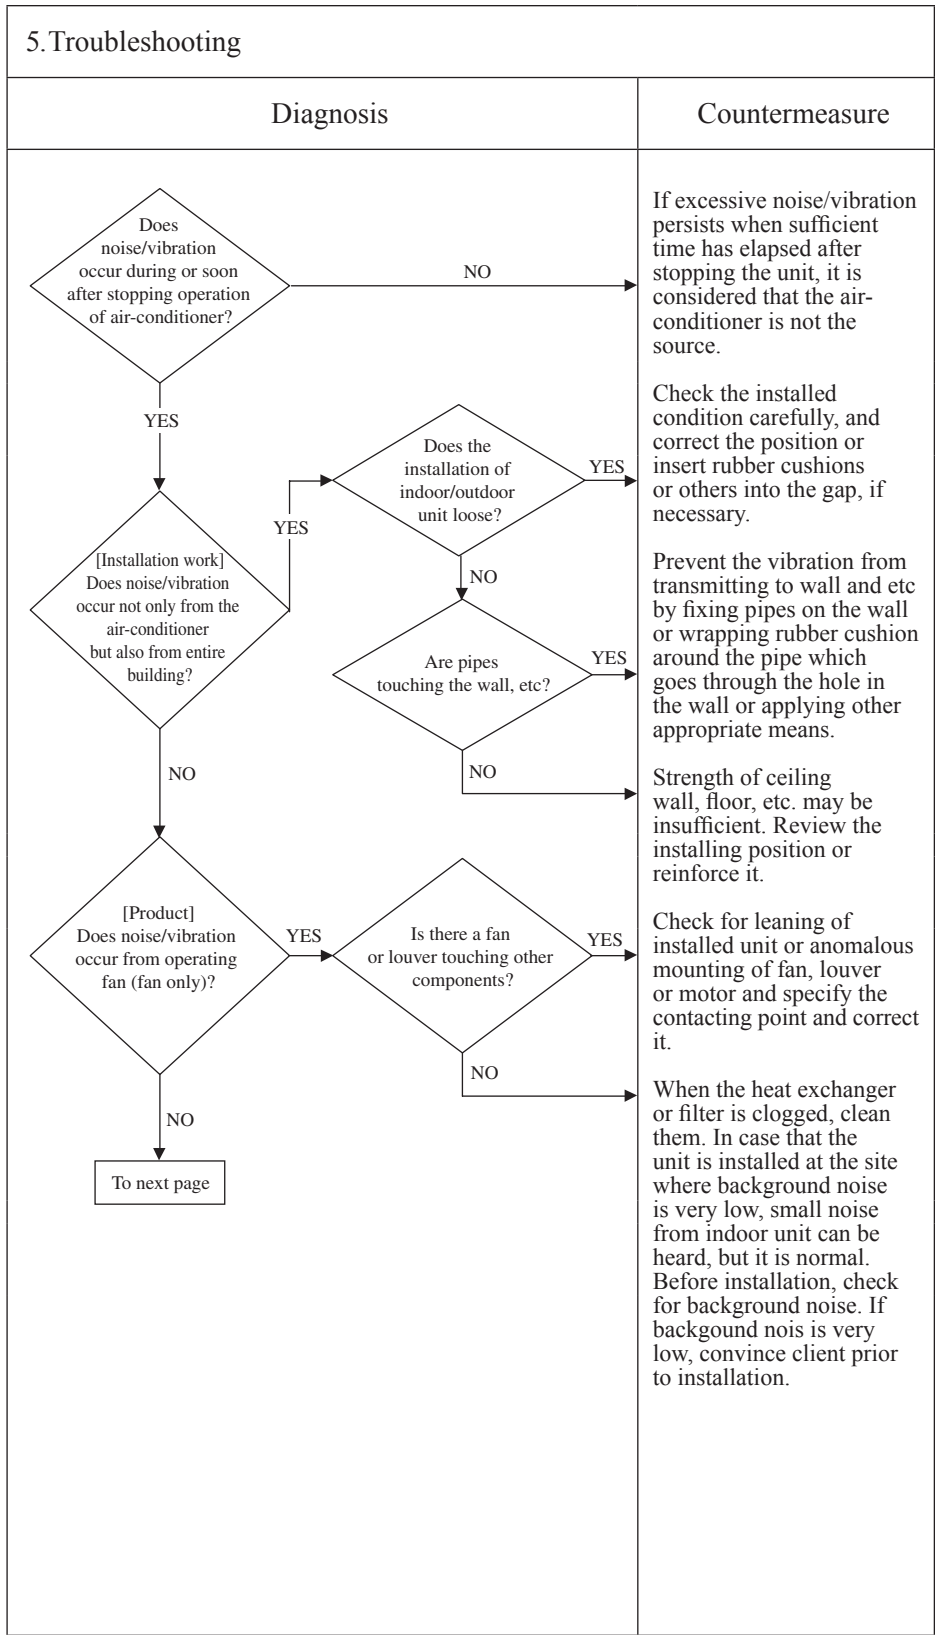 5.Troubleshooting
Diagnosis
Countermeasure
Does
noise/vibration
occur during or soon
after stopping operation
of air-conditioner?
NO
If excessive noise/vibration
persists when sufficient
time has elapsed after
stopping the unit, it is
considered that the air-
conditioner is not the
source.
YES
[Installation work]
Does noise/vibration
occur not only from the
air-conditioner
but also from entire
building?
YES
Does the
installation of
indoor/outdoor
unit loose?
YES
Check the installed
condition carefully, and
correct the position or
insert rubber cushions
or others into the gap, if
necessary.
NO
Are pipes
touching the wall, etc?
YES
Prevent the vibration from
transmitting to wall and etc
by fixing pipes on the wall
or wrapping rubber cushion
around the pipe which
goes through the hole in
the wall or applying other
appropriate means.
NO
Strength of ceiling
wall, floor, etc. may be
insufficient. Review the
installing position or
reinforce it.
NO
[Product]
Does noise/vibration
occur from operating
fan (fan only)?
YES
Is there a fan
or louver touching other
components?
YES
Check for leaning of
installed unit or anomalous
mounting of fan, louver
or motor and specify the
contacting point and correct
it.
NO
When the heat exchanger
or filter is clogged, clean
them. In case that the
unit is installed at the site
where background noise
is very low, small noise
from indoor unit can be
heard, but it is normal.
Before installation, check
for background noise. If
backgound nois is very
low, convince client prior
to installation.
NO
To next page